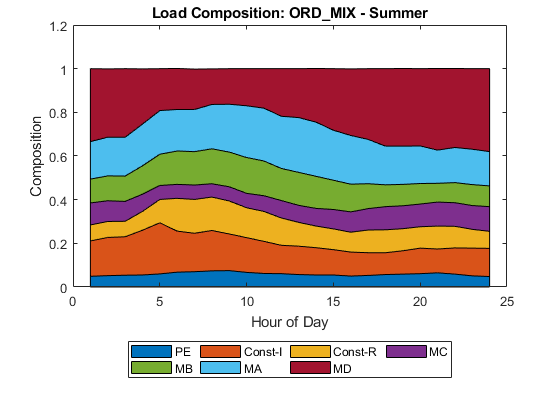 Load Composition: ORD_MIX - Summer
1.2
1
0.8
0.6
0.4
0.2
0
Composition
0 5 10 15 20 25
Hour of Day
PE Const-I Const-R MC
MB MA MD